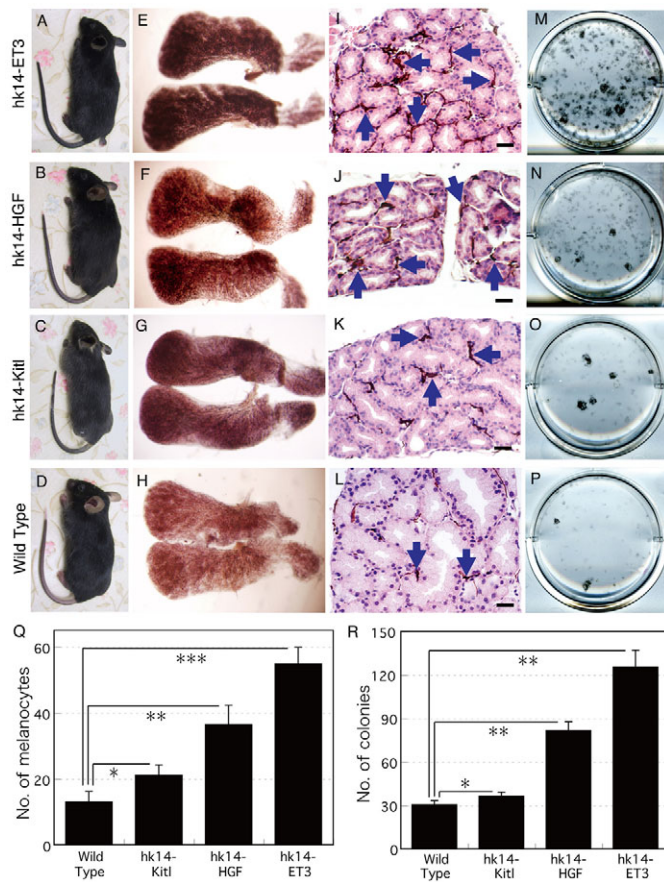 hk14-ET3
A
E
I
M
hk14-HGF
B
F
J
N
hk14-Kitl
C
G
K
O
Wild Type
D
H
L
P
Q
No. of melanocytes
60
40
20
0
*
**
***
Wild Type
hk14-Kitl
hk14-HGF
hk14-ET3
R
No. of colonies
150
120
90
60
30
0
*
**
**
Wild Type
hk14-Kitl
hk14-HGF
hk14-ET3